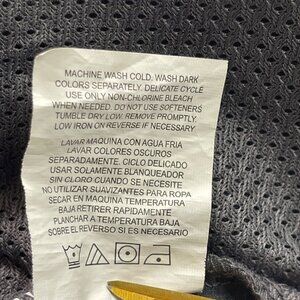 MACHINE WASH COLD. WASH DARK
COLORS SEPARATELY. DELICATE CYCLE
USE ONLY NON-CHLORINE BLEACH
WHEN NEEDED. DO NOT USE SOFTENERS
TUMBLE DRY LOW. REMOVE PROMPTLY.
LOW IRON ON REVERSE IF NECESSARY
LAVAR MAQUINA CON AGUA FRIA
LAVAR COLORES OSCUROS
SEPARADAMENTE. CICLO DELICADO
USAR SOLAMENTE BLANQUEADOR
SIN CLORO CUANDO SE NECESITE
NO UTILIZAR SUAVIZANTES PARA ROPA
SECAR EN MAQUINA TEMPERATURA
BAJA RETIRER RAPIDAMENTE
PLANCHAR A TEMPERATURA BAJA
SOBRE EL REVERSO SI ES NECESARIO